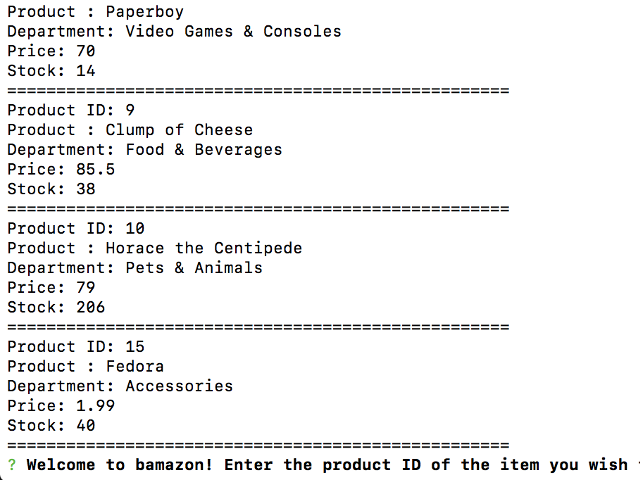 Product : Paperboy
Department: Video Games & Consoles
Price: 70
Stock: 14
===================================================
Product ID: 9
Product : Clump of Cheese
Department: Food & Beverages
Price: 85.5
Stock: 38
===================================================
Product ID: 10
Product : Horace the Centipede
Department: Pets & Animals
Price: 79
Stock: 206
===================================================
Product ID: 15
Product : Fedora
Department: Accessories
Price: 1.99
Stock: 40
===================================================
? Welcome to bamazon! Enter the product ID of the item you wish